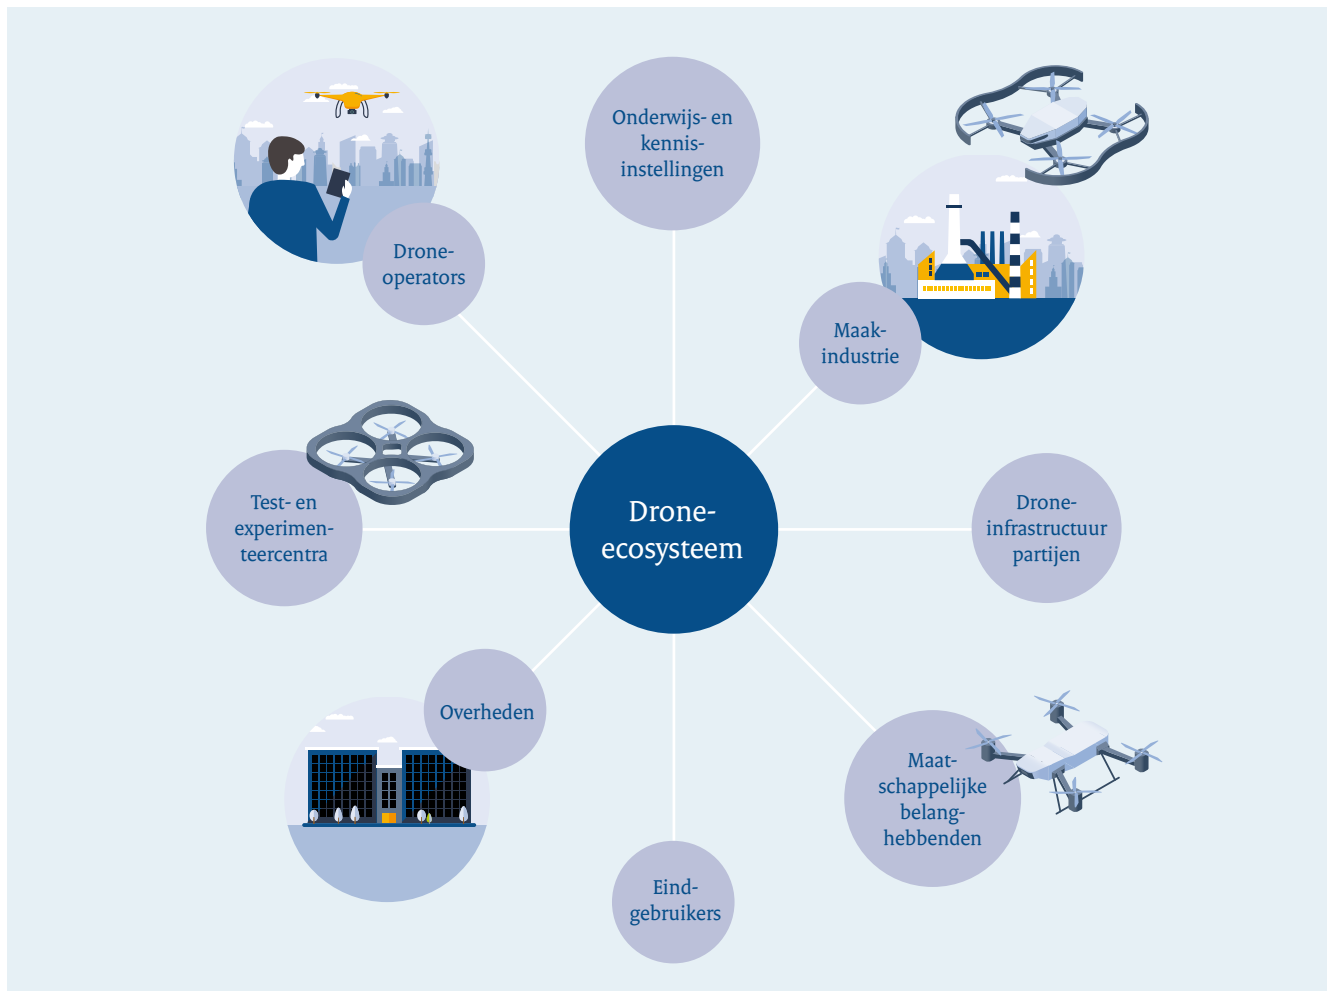 Onderwijs- en
kennis-
instellingen
Drone-
operators
Maak-
industrie
Test- en
experimen-
teercentra
Drone-
ecosysteem
Drone-
infrastructuur
partijen
Overheden
Maat-
schappelijke
belang-
hebbenden
Eind-
gebruikers